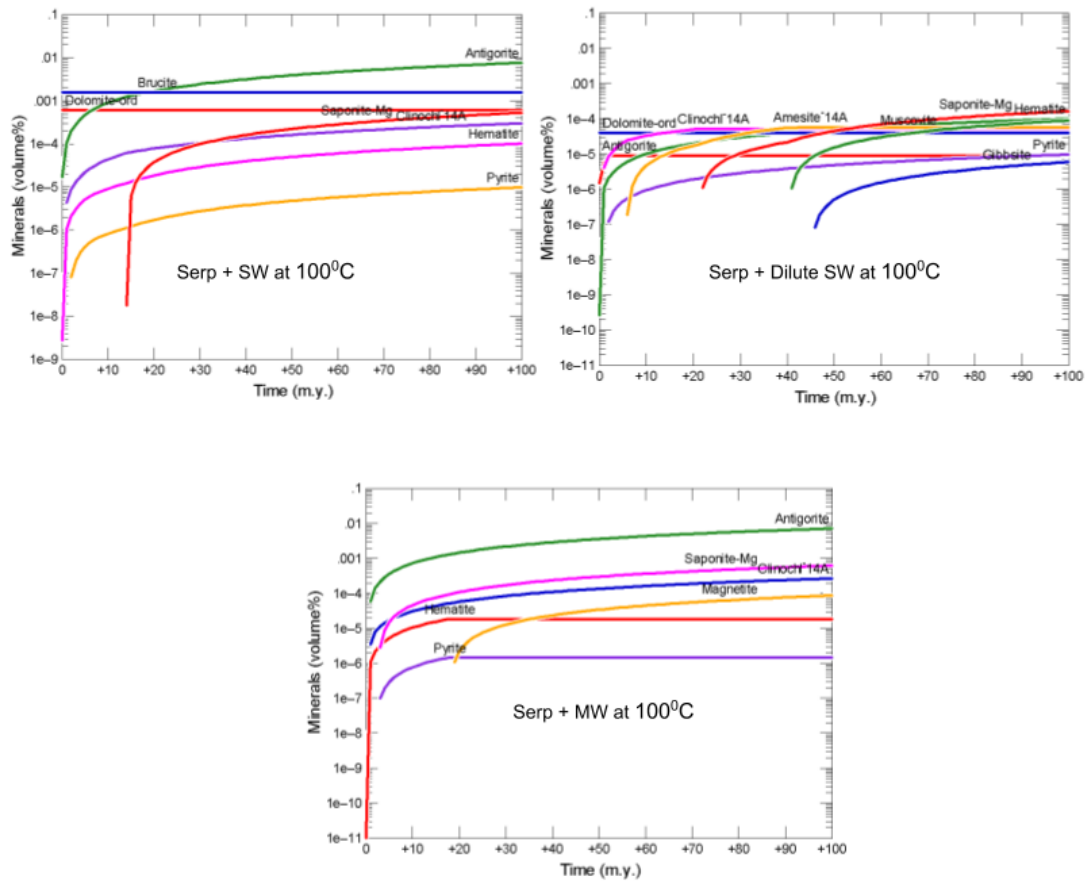 .1
.01
.001
1e–4
1e–5
1e–6
1e–7
1e–8
1e–9
Minerals (volume%)
Antigorite
Brucite
Dolomite-ord
Saponite-Mg
Clinochl^14A
Hematite
Pyrite
Serp + SW at 100⁰C
0 +10 +20 +30 +40 +50 +60 +70 +80 +90 +100
Time (m.y.)
.1
.01
.001
1e–4
1e–5
1e–6
1e–7
1e–8
1e–9
1e–10
1e–11
Minerals (volume%)
Saponite-Mg
Hematite
Dolomite-ord
Clinochl^14A
Amesite^14A
Muscovite
Antigorite
Pyrite
Gibbsite
Serp + Dilute SW at 100⁰C
0 +10 +20 +30 +40 +50 +60 +70 +80 +90 +100
Time (m.y.)
.1
.01
.001
1e–4
1e–5
1e–6
1e–7
1e–8
1e–9
1e–10
1e–11
Minerals (volume%)
Antigorite
Saponite-Mg
Clinochl^14A
Magnetite
Hematite
Pyrite
Serp + MW at 100⁰C
0 +10 +20 +30 +40 +50 +60 +70 +80 +90 +100
Time (m.y.)